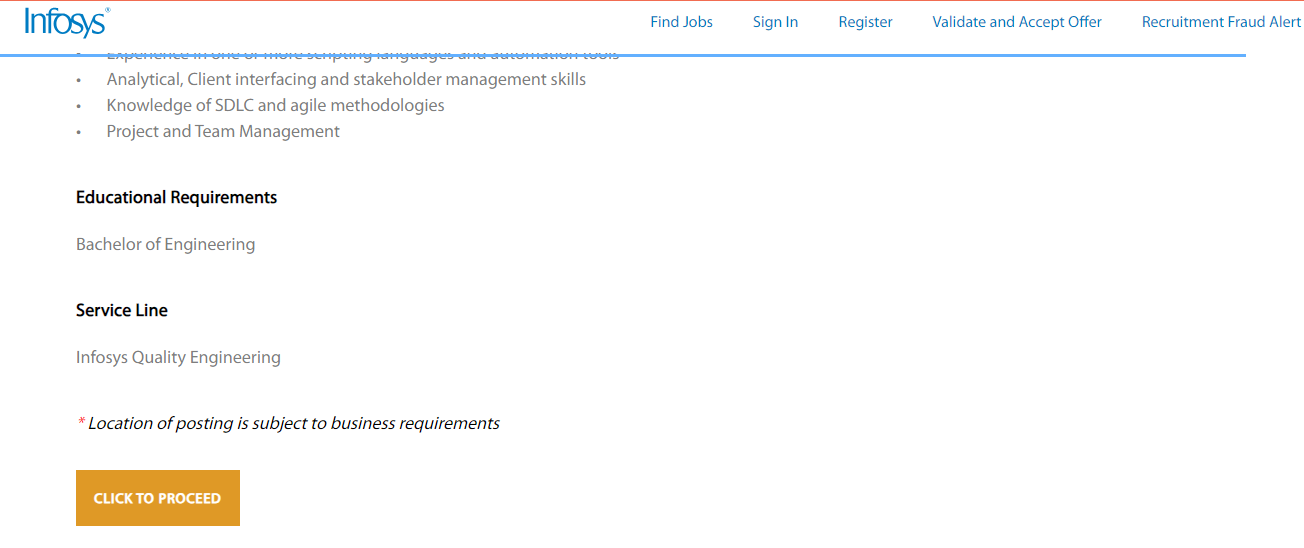 Infosys®
Find Jobs Sign In Register Validate and Accept Offer Recruitment Fraud Alert
• Experience in one or more scripting languages and automation tools
• Analytical, Client interfacing and stakeholder management skills
• Knowledge of SDLC and agile methodologies
• Project and Team Management
Educational Requirements
Bachelor of Engineering
Service Line
Infosys Quality Engineering
* Location of posting is subject to business requirements
CLICK TO PROCEED